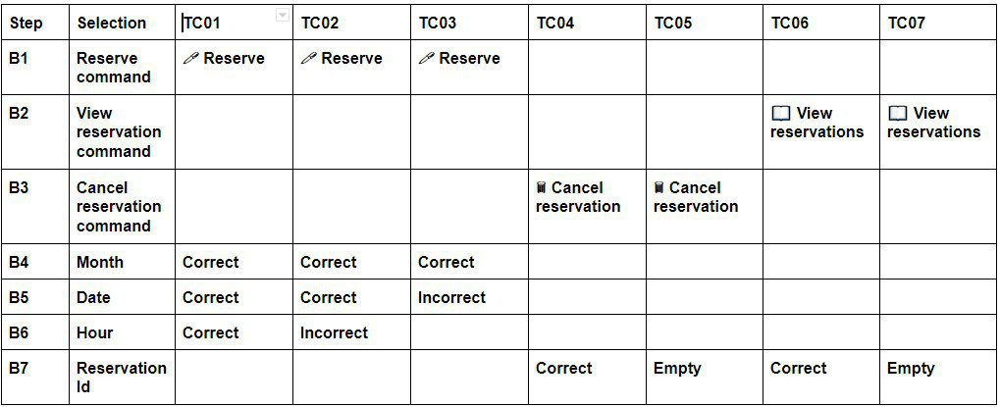 Step Selection TC01 TC02 TC03 TC04 TC05 TC06 TC07
B1 Reserve command Reserve Reserve Reserve
B2 View reservation command View reservations View reservations
B3 Cancel reservation command Cancel reservation Cancel reservation
B4 Month Correct Correct Correct
B5 Date Correct Correct Incorrect
B6 Hour Correct Incorrect
B7 Reservation Id Correct Empty Correct Empty